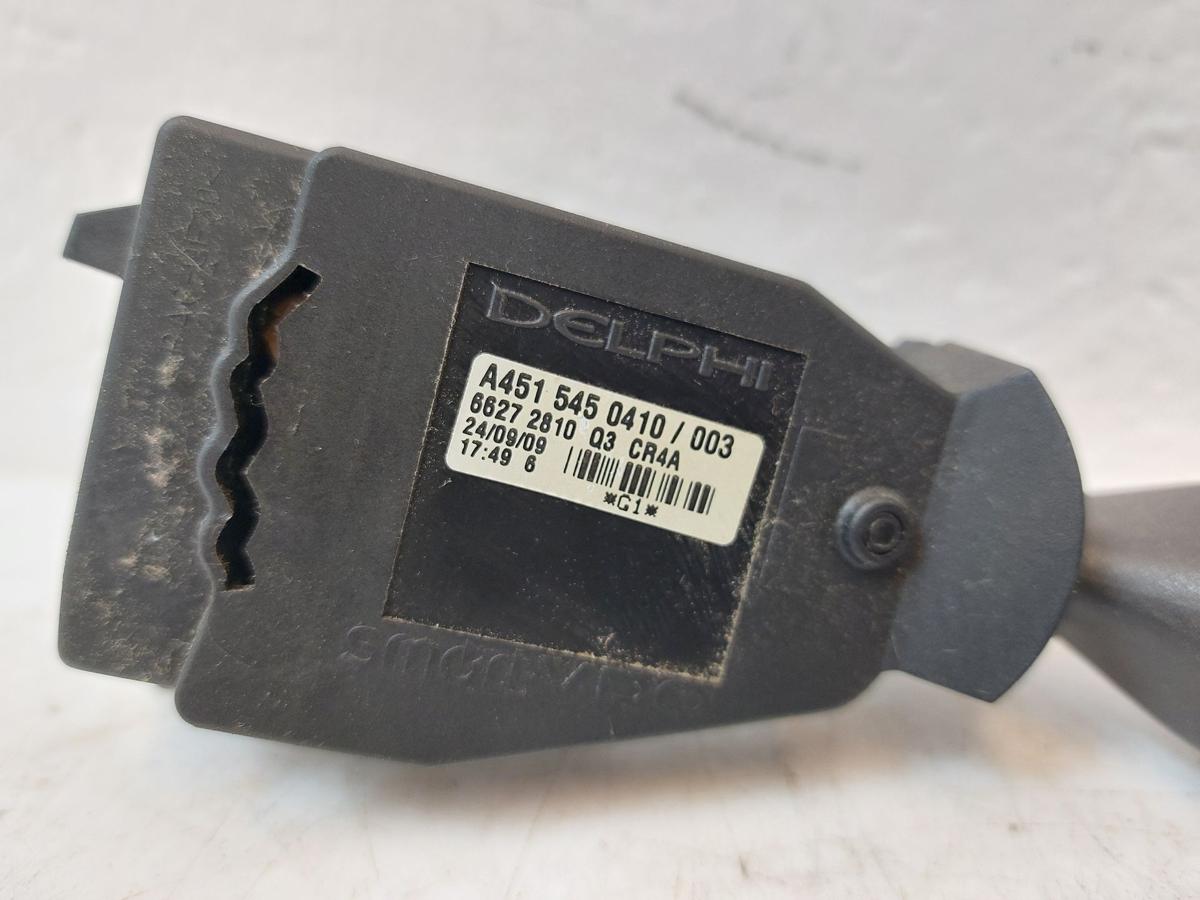 DELPHI
A451 545 0410 / 003
6627 2810 Q3 CR4A
24/09/09
17:49 6
*G1*